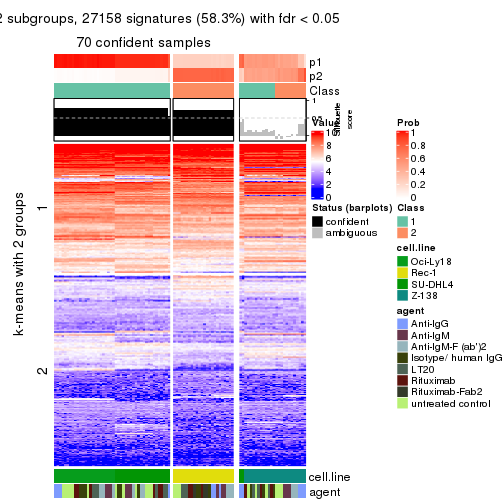 2 subgroups, 27158 signatures (58.3%) with fdr < 0.05
70 confident samples
p1
p2
Class
1
0.5
0
Silhouette
score
k-means with 2 groups
1
2
cell.line
agent
Value
10
8
6
4
2
0
Status (barplots)
confident
ambiguous
Prob
1
0.8
0.6
0.4
0.2
0
Class
1
2
cell.line
Oci-Ly18
Rec-1
SU-DHL4
Z-138
agent
Anti-IgG
Anti-IgM
Anti-IgM-F (ab')2
Isotype/ human IgG
LT20
Rituximab
Rituximab-Fab2
untreated control